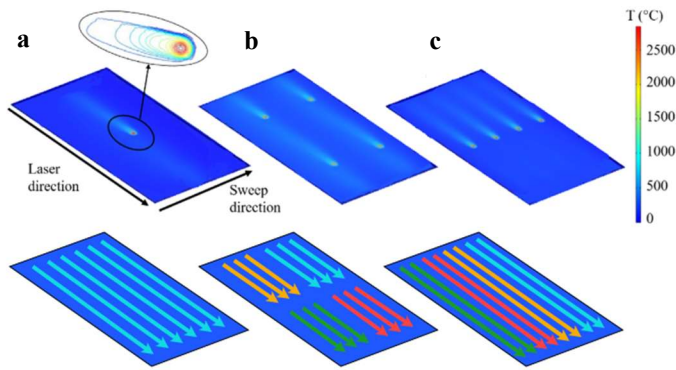 a
b
c
T (°C)
2500
2000
1500
1000
500
0
Laser
direction
Sweep
direction